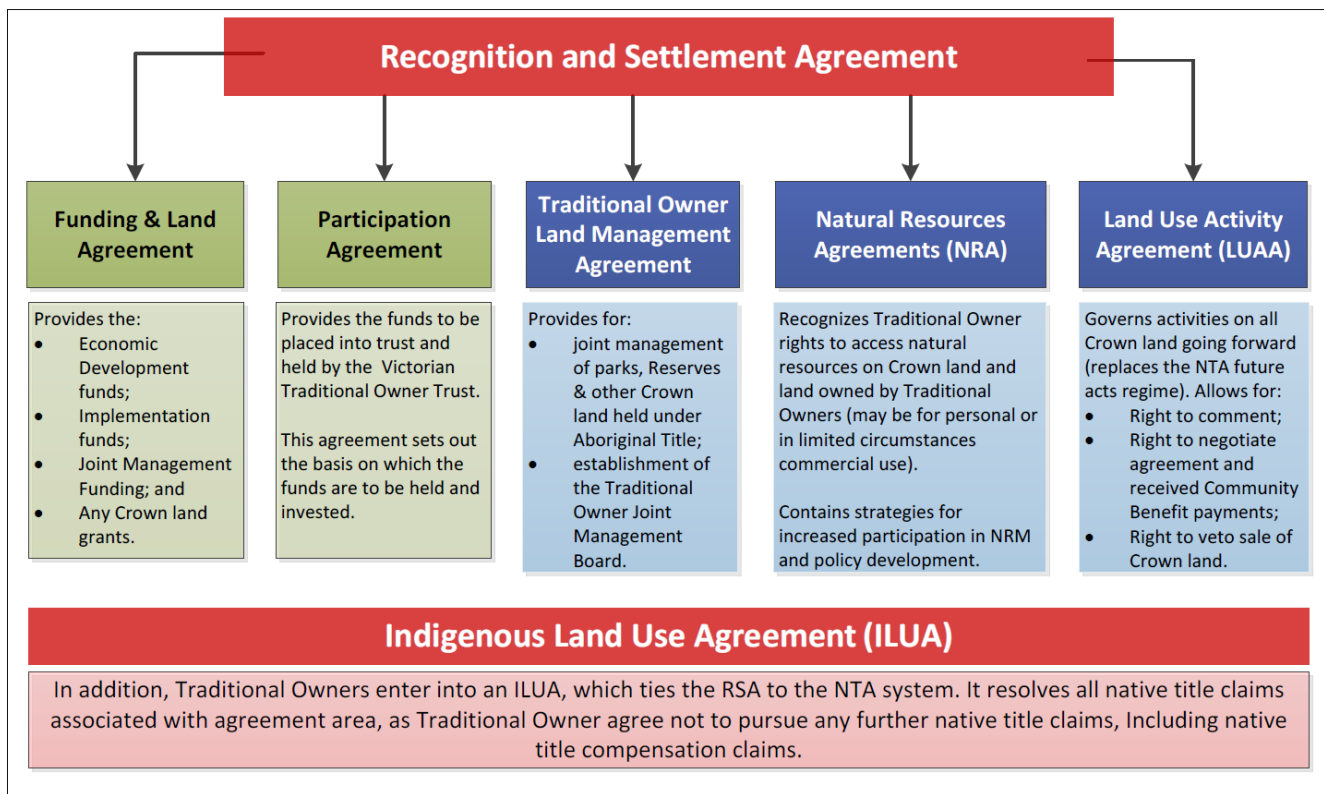 Recognition and Settlement Agreement
Funding & Land
Agreement
Provides the:
• Economic
Development
funds;
• Implementation
funds;
• Joint Management
Funding; and
• Any Crown land
grants.
Participation
Agreement
Provides the funds to be
placed into trust and
held by the Victorian
Traditional Owner Trust.
This agreement sets out
the basis on which the
funds are to be held and
invested.
Traditional Owner
Land Management
Agreement
Provides for:
• joint management
of parks, Reserves
& other Crown
land held under
Aboriginal Title;
• establishment of
the Traditional
Owner Joint
Management
Board.
Natural Resources
Agreements (NRA)
Recognizes Traditional Owner
rights to access natural
resources on Crown land and
land owned by Traditional
Owners (may be for personal or
in limited circumstances
commercial use).
Contains strategies for
increased participation in NRM
and policy development.
Land Use Activity
Agreement (LUAA)
Governs activities on all
Crown land going forward
(replaces the NTA future
acts regime). Allows for:
• Right to comment;
• Right to negotiate
agreement and
received Community
Benefit payments;
• Right to veto sale of
Crown land.
Indigenous Land Use Agreement (ILUA)
In addition, Traditional Owners enter into an ILUA, which ties the RSA to the NTA system. It resolves all native title claims
associated with agreement area, as Traditional Owner agree not to pursue any further native title claims, Including native
title compensation claims.